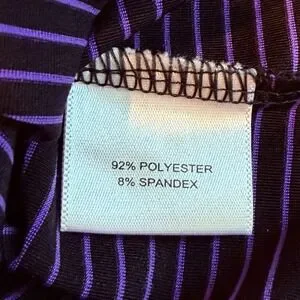 92% POLYESTER
8% SPANDEX